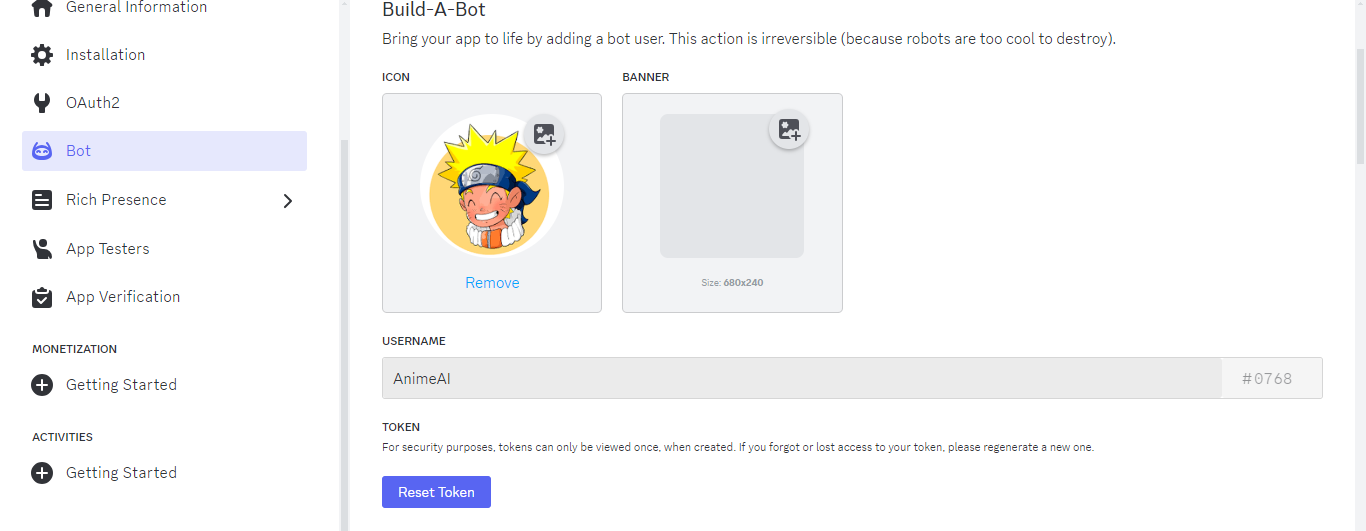 General Information
Installation
OAuth2
Bot
Rich Presence
App Testers
App Verification
MONETIZATION
Getting Started
ACTIVITIES
Getting Started
Build-A-Bot
Bring your app to life by adding a bot user. This action is irreversible (because robots are too cool to destroy).
ICON
BANNER
Remove
Size: 680x240
USERNAME
AnimeAI
#0768
TOKEN
For security purposes, tokens can only be viewed once, when created. If you forgot or lost access to your token, please regenerate a new one.
Reset Token